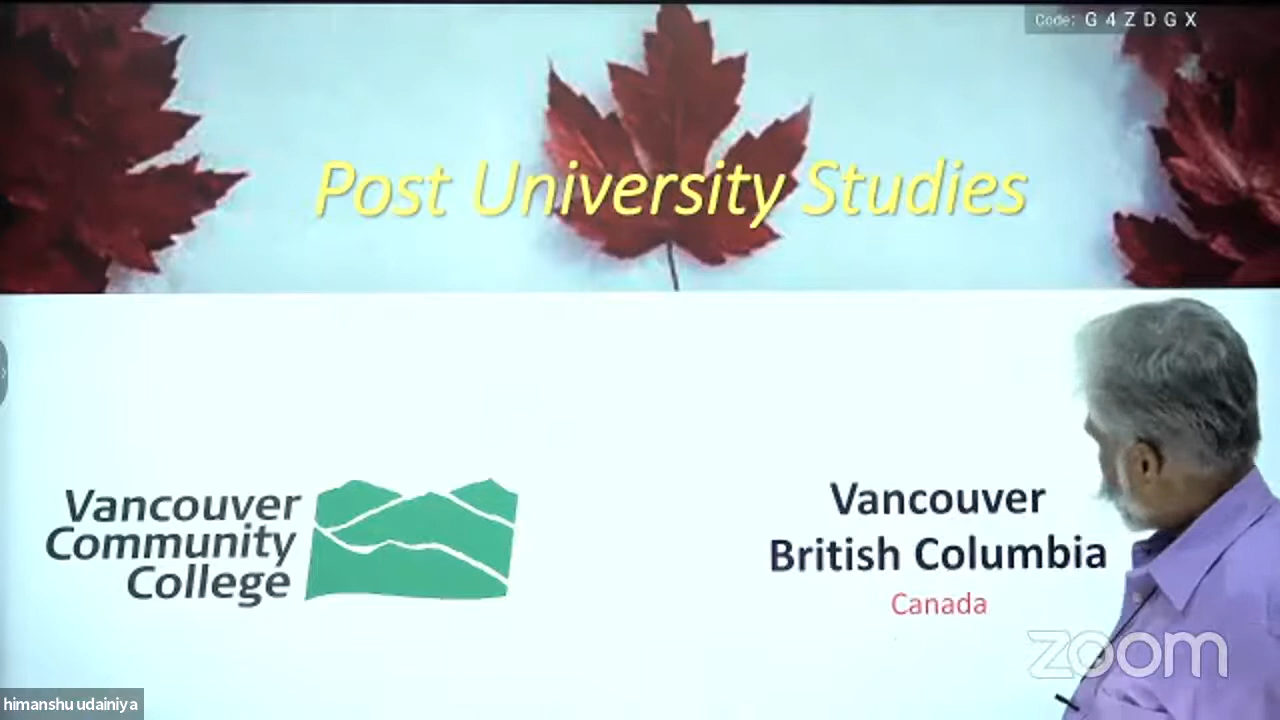 Code: G 4 Z D G X
Post University Studies
Vancouver
Community
College
Vancouver
British Columbia
Canada
zoom
himanshu udainiya